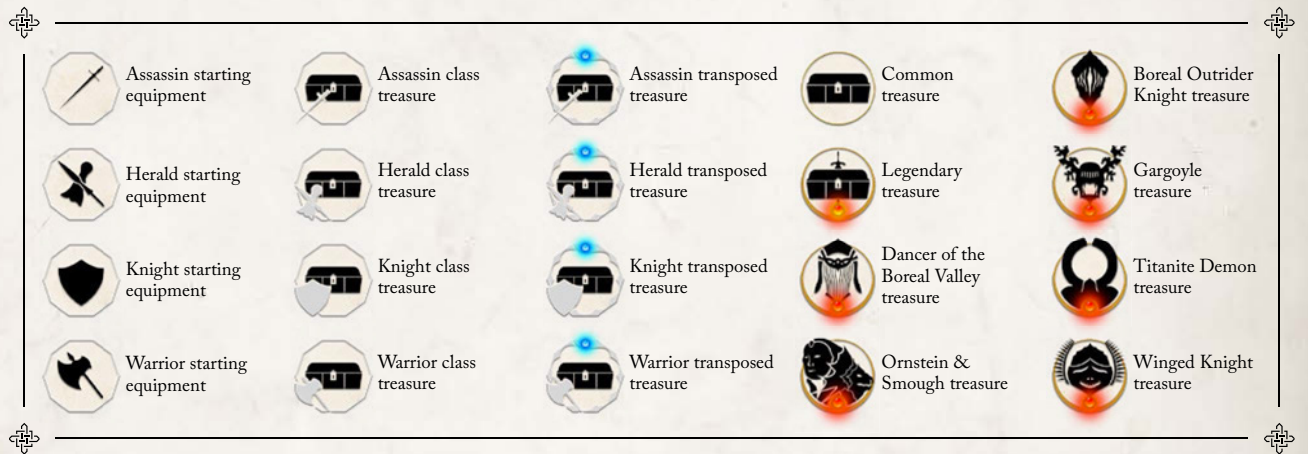 Assassin starting
equipment
Assassin class
treasure
Assassin transposed
treasure
Common
treasure
Boreal Outrider
Knight treasure
Herald starting
equipment
Herald class
treasure
Herald transposed
treasure
Legendary
treasure
Gargoyle
treasure
Knight starting
equipment
Knight class
treasure
Knight transposed
treasure
Dancer of the
Boreal Valley
treasure
Titanite Demon
treasure
Warrior starting
equipment
Warrior class
treasure
Warrior transposed
treasure
Ornstein &
Smough treasure
Winged Knight
treasure